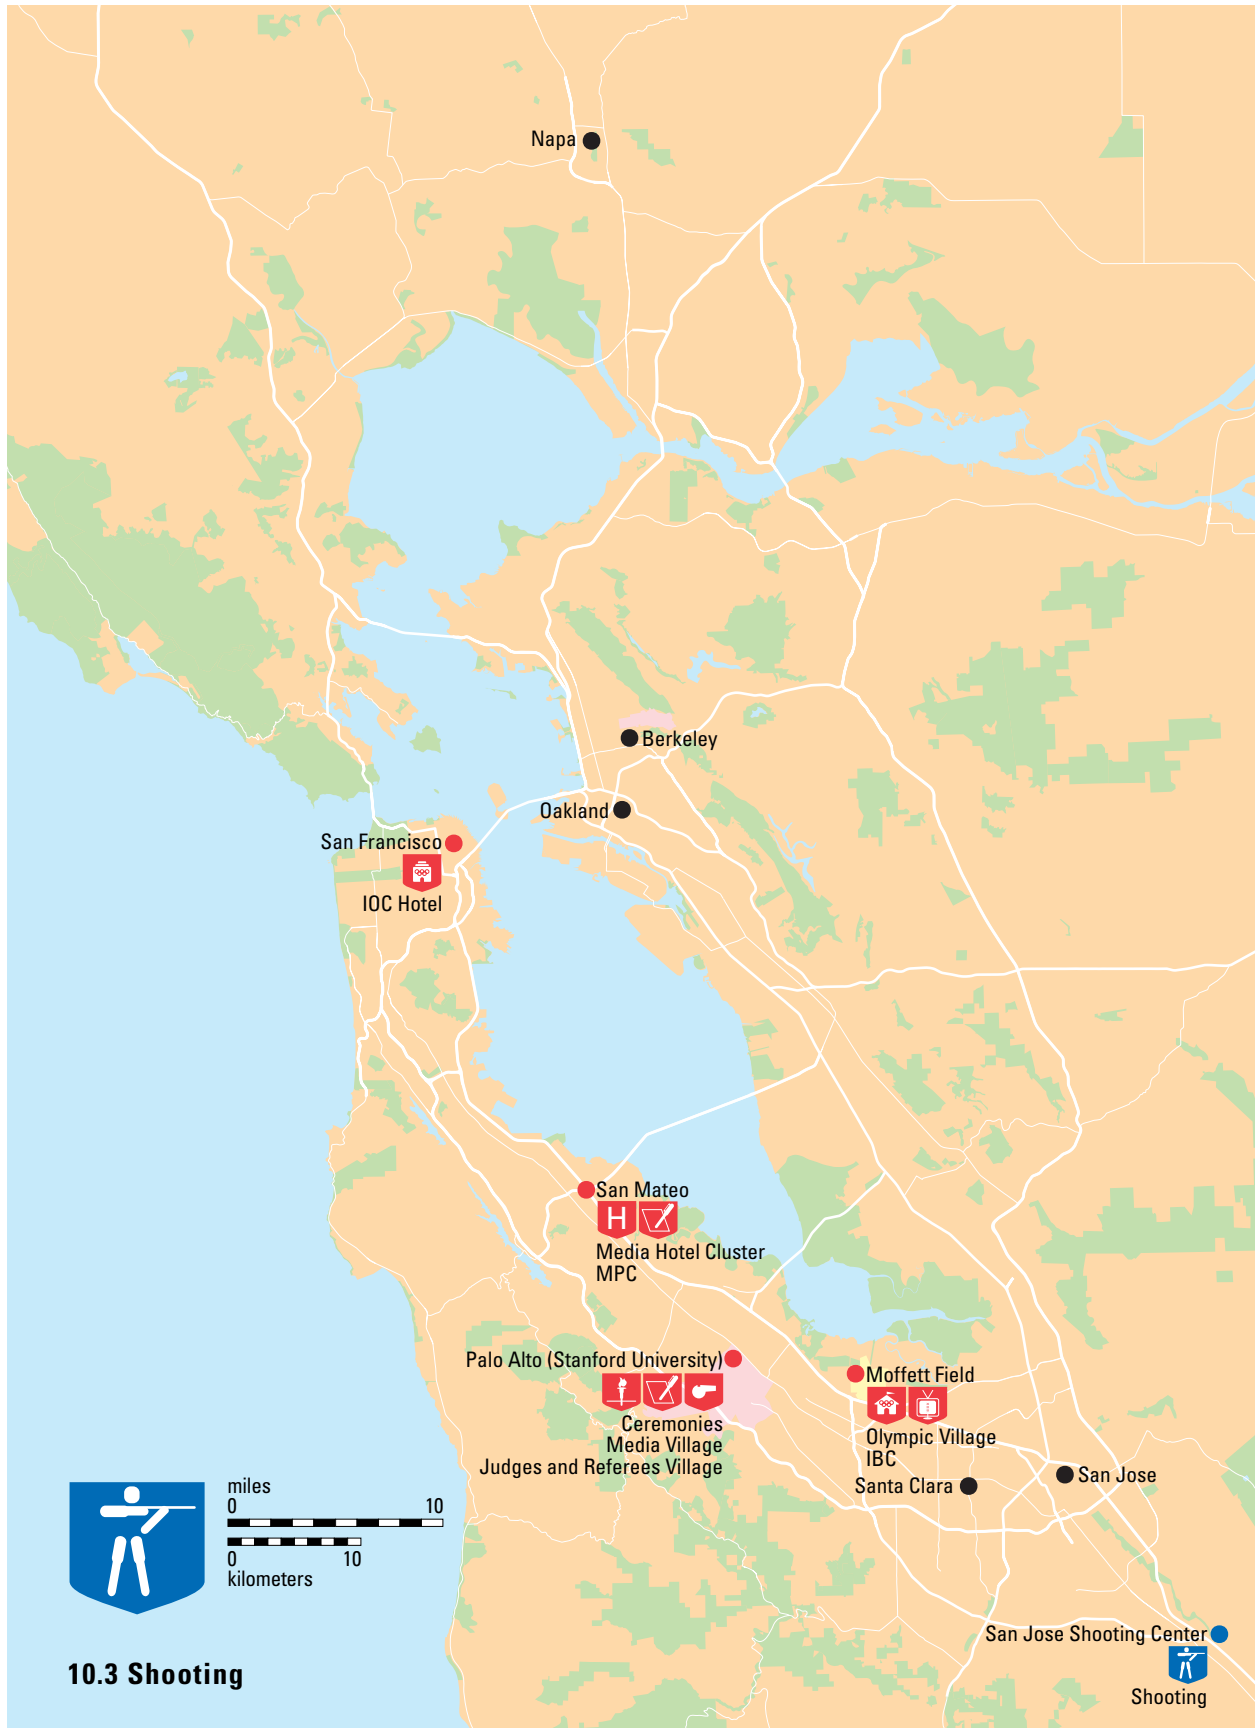 Napa
Berkeley
Oakland
San Francisco
IOC Hotel
San Mateo
H
Media Hotel Cluster
MPC
Palo Alto (Stanford University)
Ceremonies
Media Village
Judges and Referees Village
Moffett Field
Olympic Village
IBC
Santa Clara
San Jose
miles
0 10
0 10
kilometers
San Jose Shooting Center
Shooting
10.3 Shooting